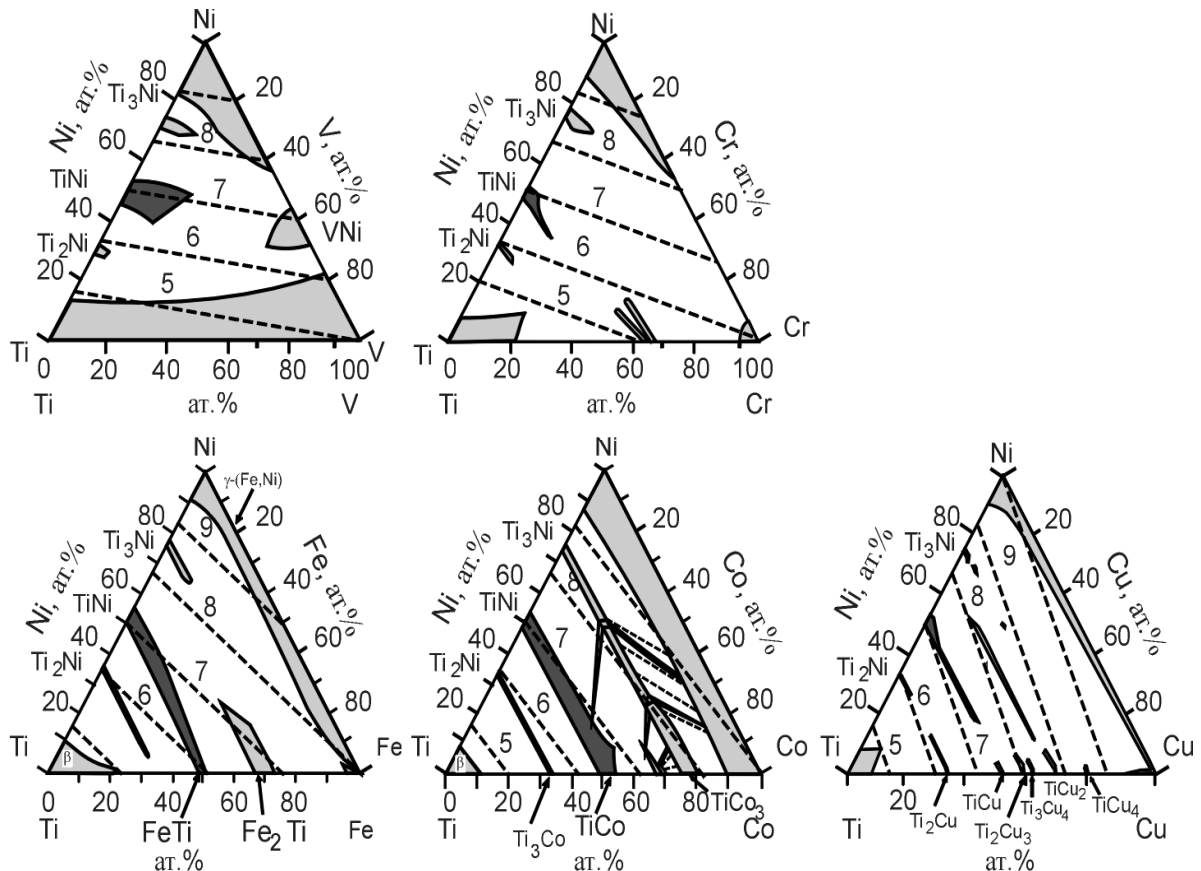 Ni
80
Ti3Ni
20
Ni, ат.%
V, ат.%
8
60
40
TiNi
7
60
40
VNi
6
Ti2Ni
80
20
5
Ti
V
0 20 40 60 80 100
Ti ат.% V
Ni
80
Ti3Ni
20
Ni, ат.%
Cr, ат.%
8
60
40
TiNi
7
60
40
6
Ti2Ni
80
20
5
Ti
Cr
0 20 40 60 80 100
Ti ат.% Cr
Ni
γ-(Fe,Ni)
9
20
80
Ti3Ni
Ni, ат.%
Fe, ат.%
60
40
8
TiNi
60
40
Ti2Ni
7
6
80
20
Ti
β
Fe
0 20 40 60 80 100
Ti FeTi Fe2 Ti Fe
ат.%
Ni
20
80
Ti3Ni
Ni, ат.%
Co, ат.%
8
60
40
TiNi
7
60
40
Ti2Ni
6
80
20
5
Ti
β
Co
0 20 40 60 80
TiCo3
Ti Ti3Co TiCo Co
ат.%
Ni
20
80
9
Ti3Ni
Ni, ат.%
Cu, ат.%
60
8
40
TiNi
60
40
Ti2Ni
6
80
20
5
7
Ti
Cu
20
TiCu
TiCu2
Ti3Cu4
TiCu4
Ti Ti2Cu Ti2Cu3 Cu
ат.%